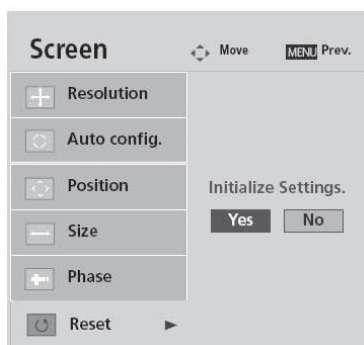 Screen
Move
MENU Prev.
Resolution
Auto config.
Position
Size
Phase
Reset
Initialize Settings.
Yes No